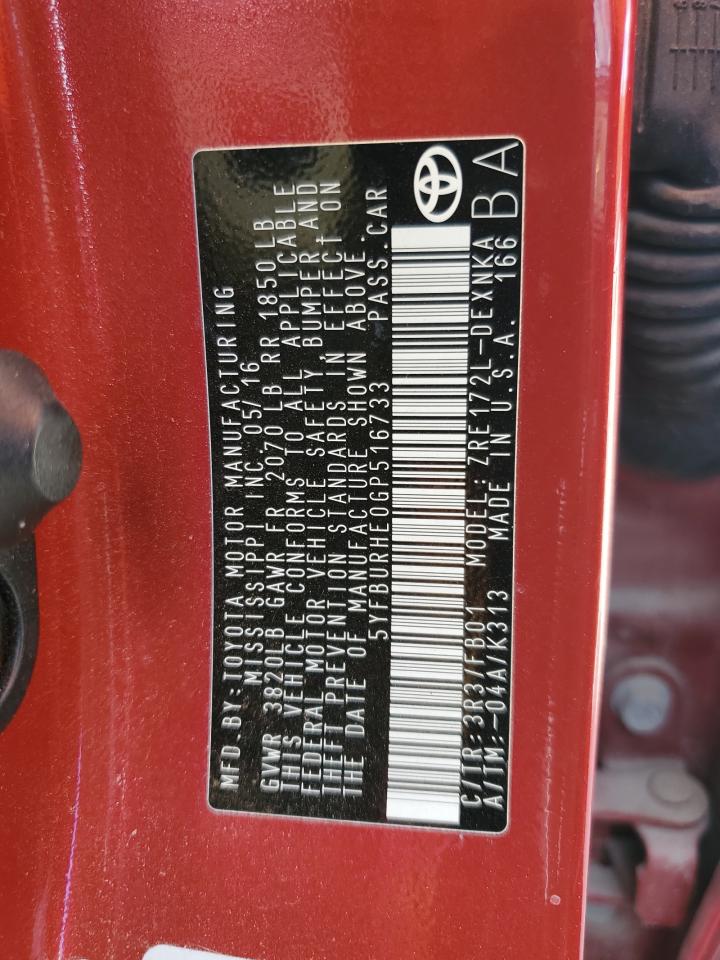 MFD BY: TOYOTA MOTOR MANUFACTURING
MISSISSIPPI INC. 05/16
GVWR 3820LB GAWR FR 2070 LB RR 1850LB
THIS VEHICLE CONFORMS TO ALL APPLICABLE
FEDERAL MOTOR VEHICLE SAFETY, BUMPER AND
THEFT PREVENTION STANDARDS IN EFFECT ON
THE DATE OF MANUFACTURE SHOWN ABOVE.
5YFBURHE0GP516733 PASS.CAR
C/TR: 3R3/FB01 MODEL: ZRE172L-DEXNKA
A/TM:-04A/K313 MADE IN U.S.A. 166
BA